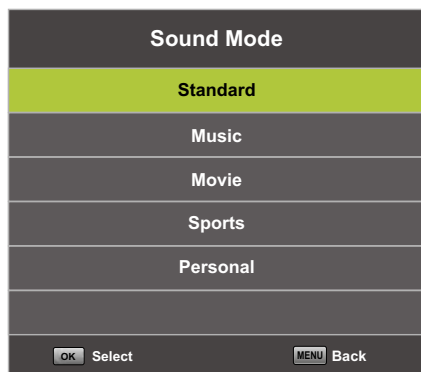 Sound Mode
Standard
Music
Movie
Sports
Personal
OK Select MENU Back